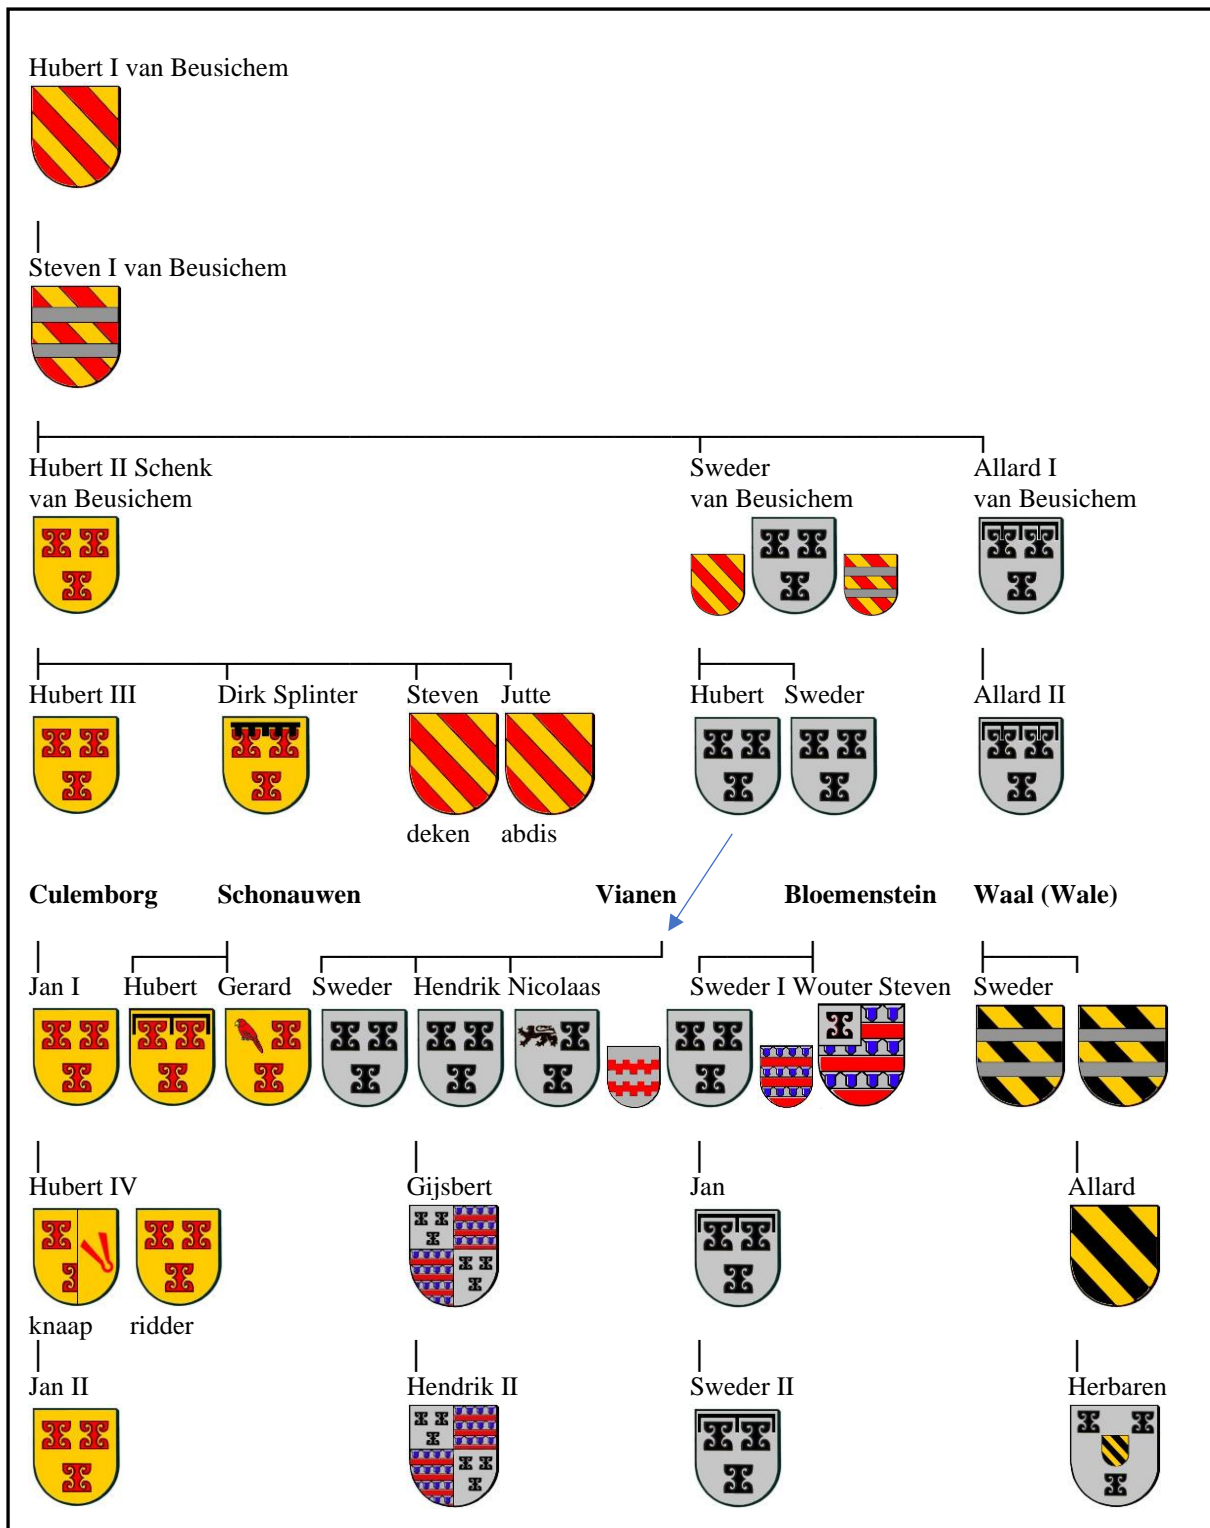 Hubert I van Beusichem
Steven I van Beusichem
Hubert II Schenk van Beusichem
Sweder van Beusichem
Allard I van Beusichem
Hubert III Dirk Splinter Steven Jutte Hubert Sweder Allard II
deken abdis
Culemborg Schonauwen Vianen Bloemenstein Waal (Wale)
Jan I Hubert Gerard Sweder Hendrik Nicolaas Sweder I Wouter Steven Sweder
Hubert IV Gijsbert Jan Allard
knaap ridder
Jan II Hendrik II Sweder II Herbaren